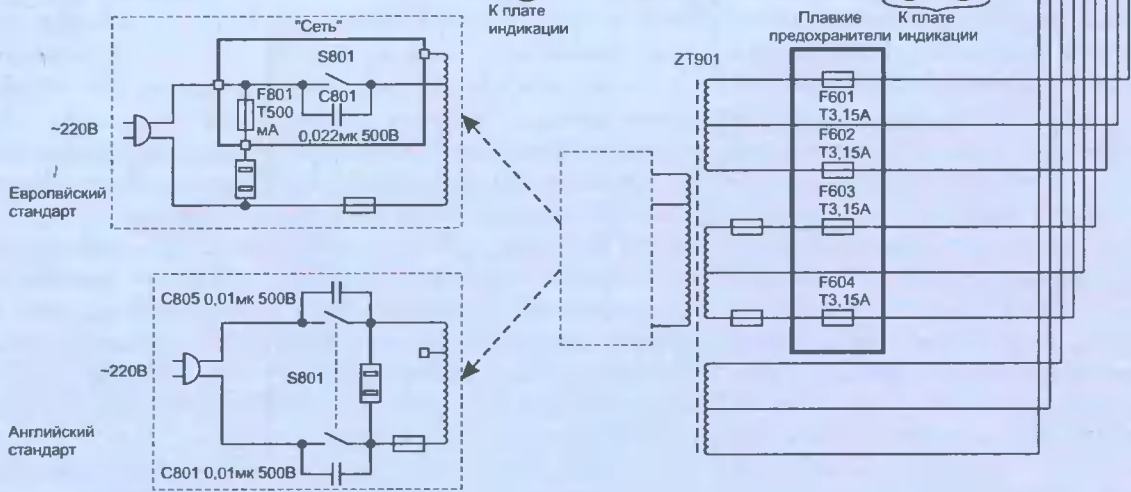 К плате
индикации
Плавкие
предохранители
К плате
индикации
"Сеть"
S801
F801
T500
мА
C801
0,022мк 500В
~220В
Европейский
стандарт
ZT901
F601
T3,15A
F602
T3,15A
F603
T3,15A
F604
T3,15A
C805 0,01мк 500В
~220В
S801
Английский
стандарт
C801 0,01мк 500В